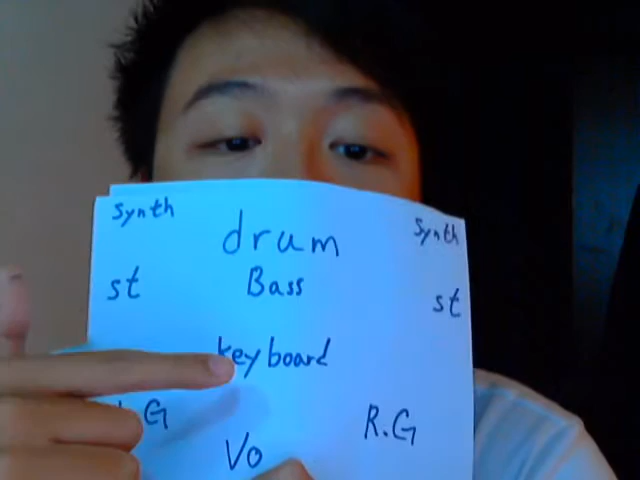 synth drum synth
st Bass st
keyboard
G R.G
Vo